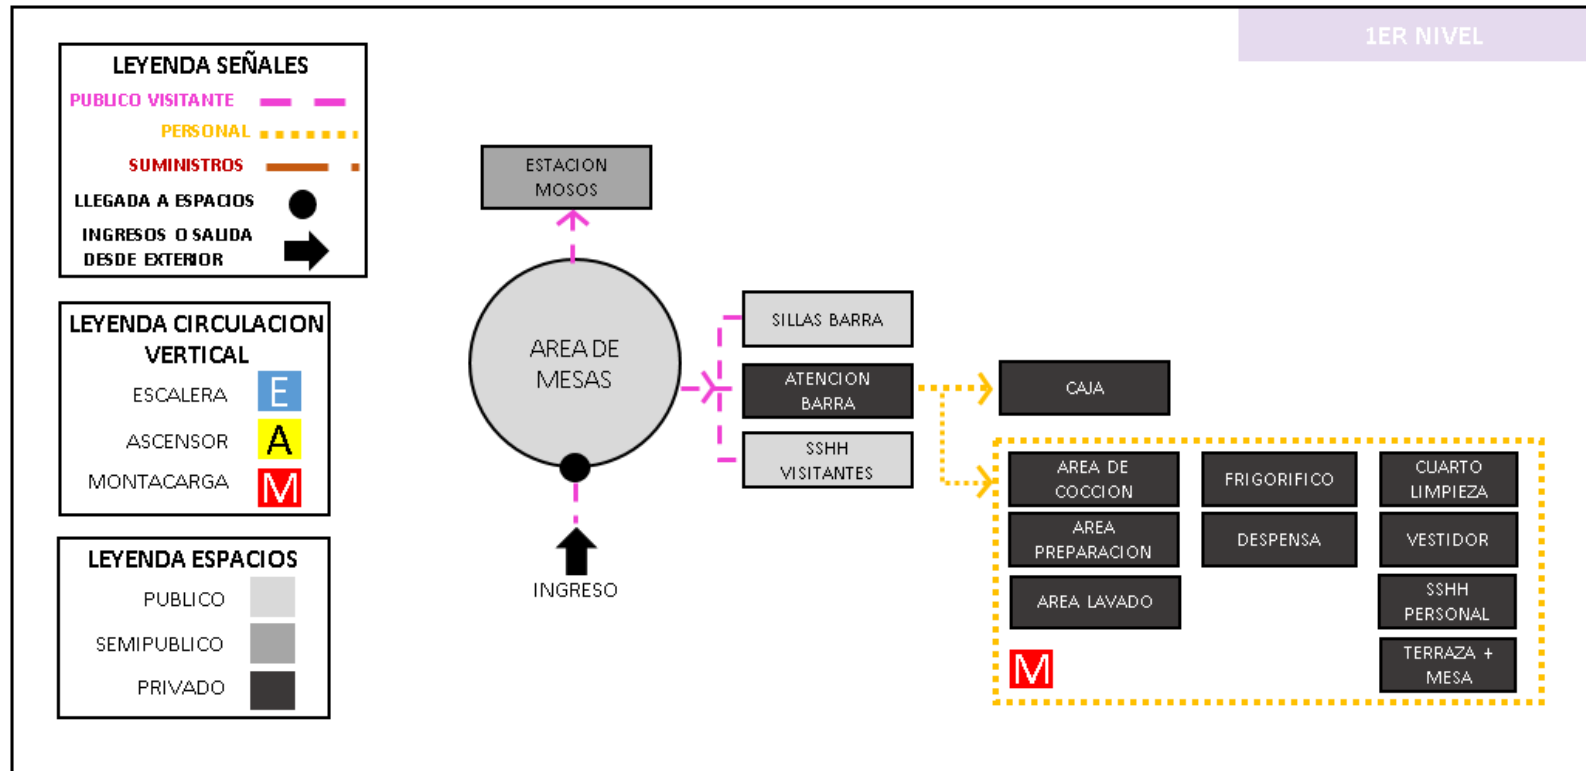 1ER NIVEL
LEYENDA SEÑALES
PUBLICO VISITANTE
PERSONAL
SUMINISTROS
LLEGADA A ESPACIOS
INGRESOS O SALIDA
DESDE EXTERIOR
LEYENDA CIRCULACION
VERTICAL
ESCALERA E
ASCENSOR A
MONTACARGA M
LEYENDA ESPACIOS
PUBLICO
SEMIPUBLICO
PRIVADO
ESTACION
MOSOS
AREA DE
MESAS
INGRESO
SILLAS BARRA
ATENCION
BARRA
SSHH
VISITANTES
CAJA
AREA DE
COCCION
AREA
PREPARACION
AREA LAVADO
M
FRIGORIFICO
DESPENSA
CUARTO
LIMPIEZA
VESTIDOR
SSHH
PERSONAL
TERRAZA +
MESA